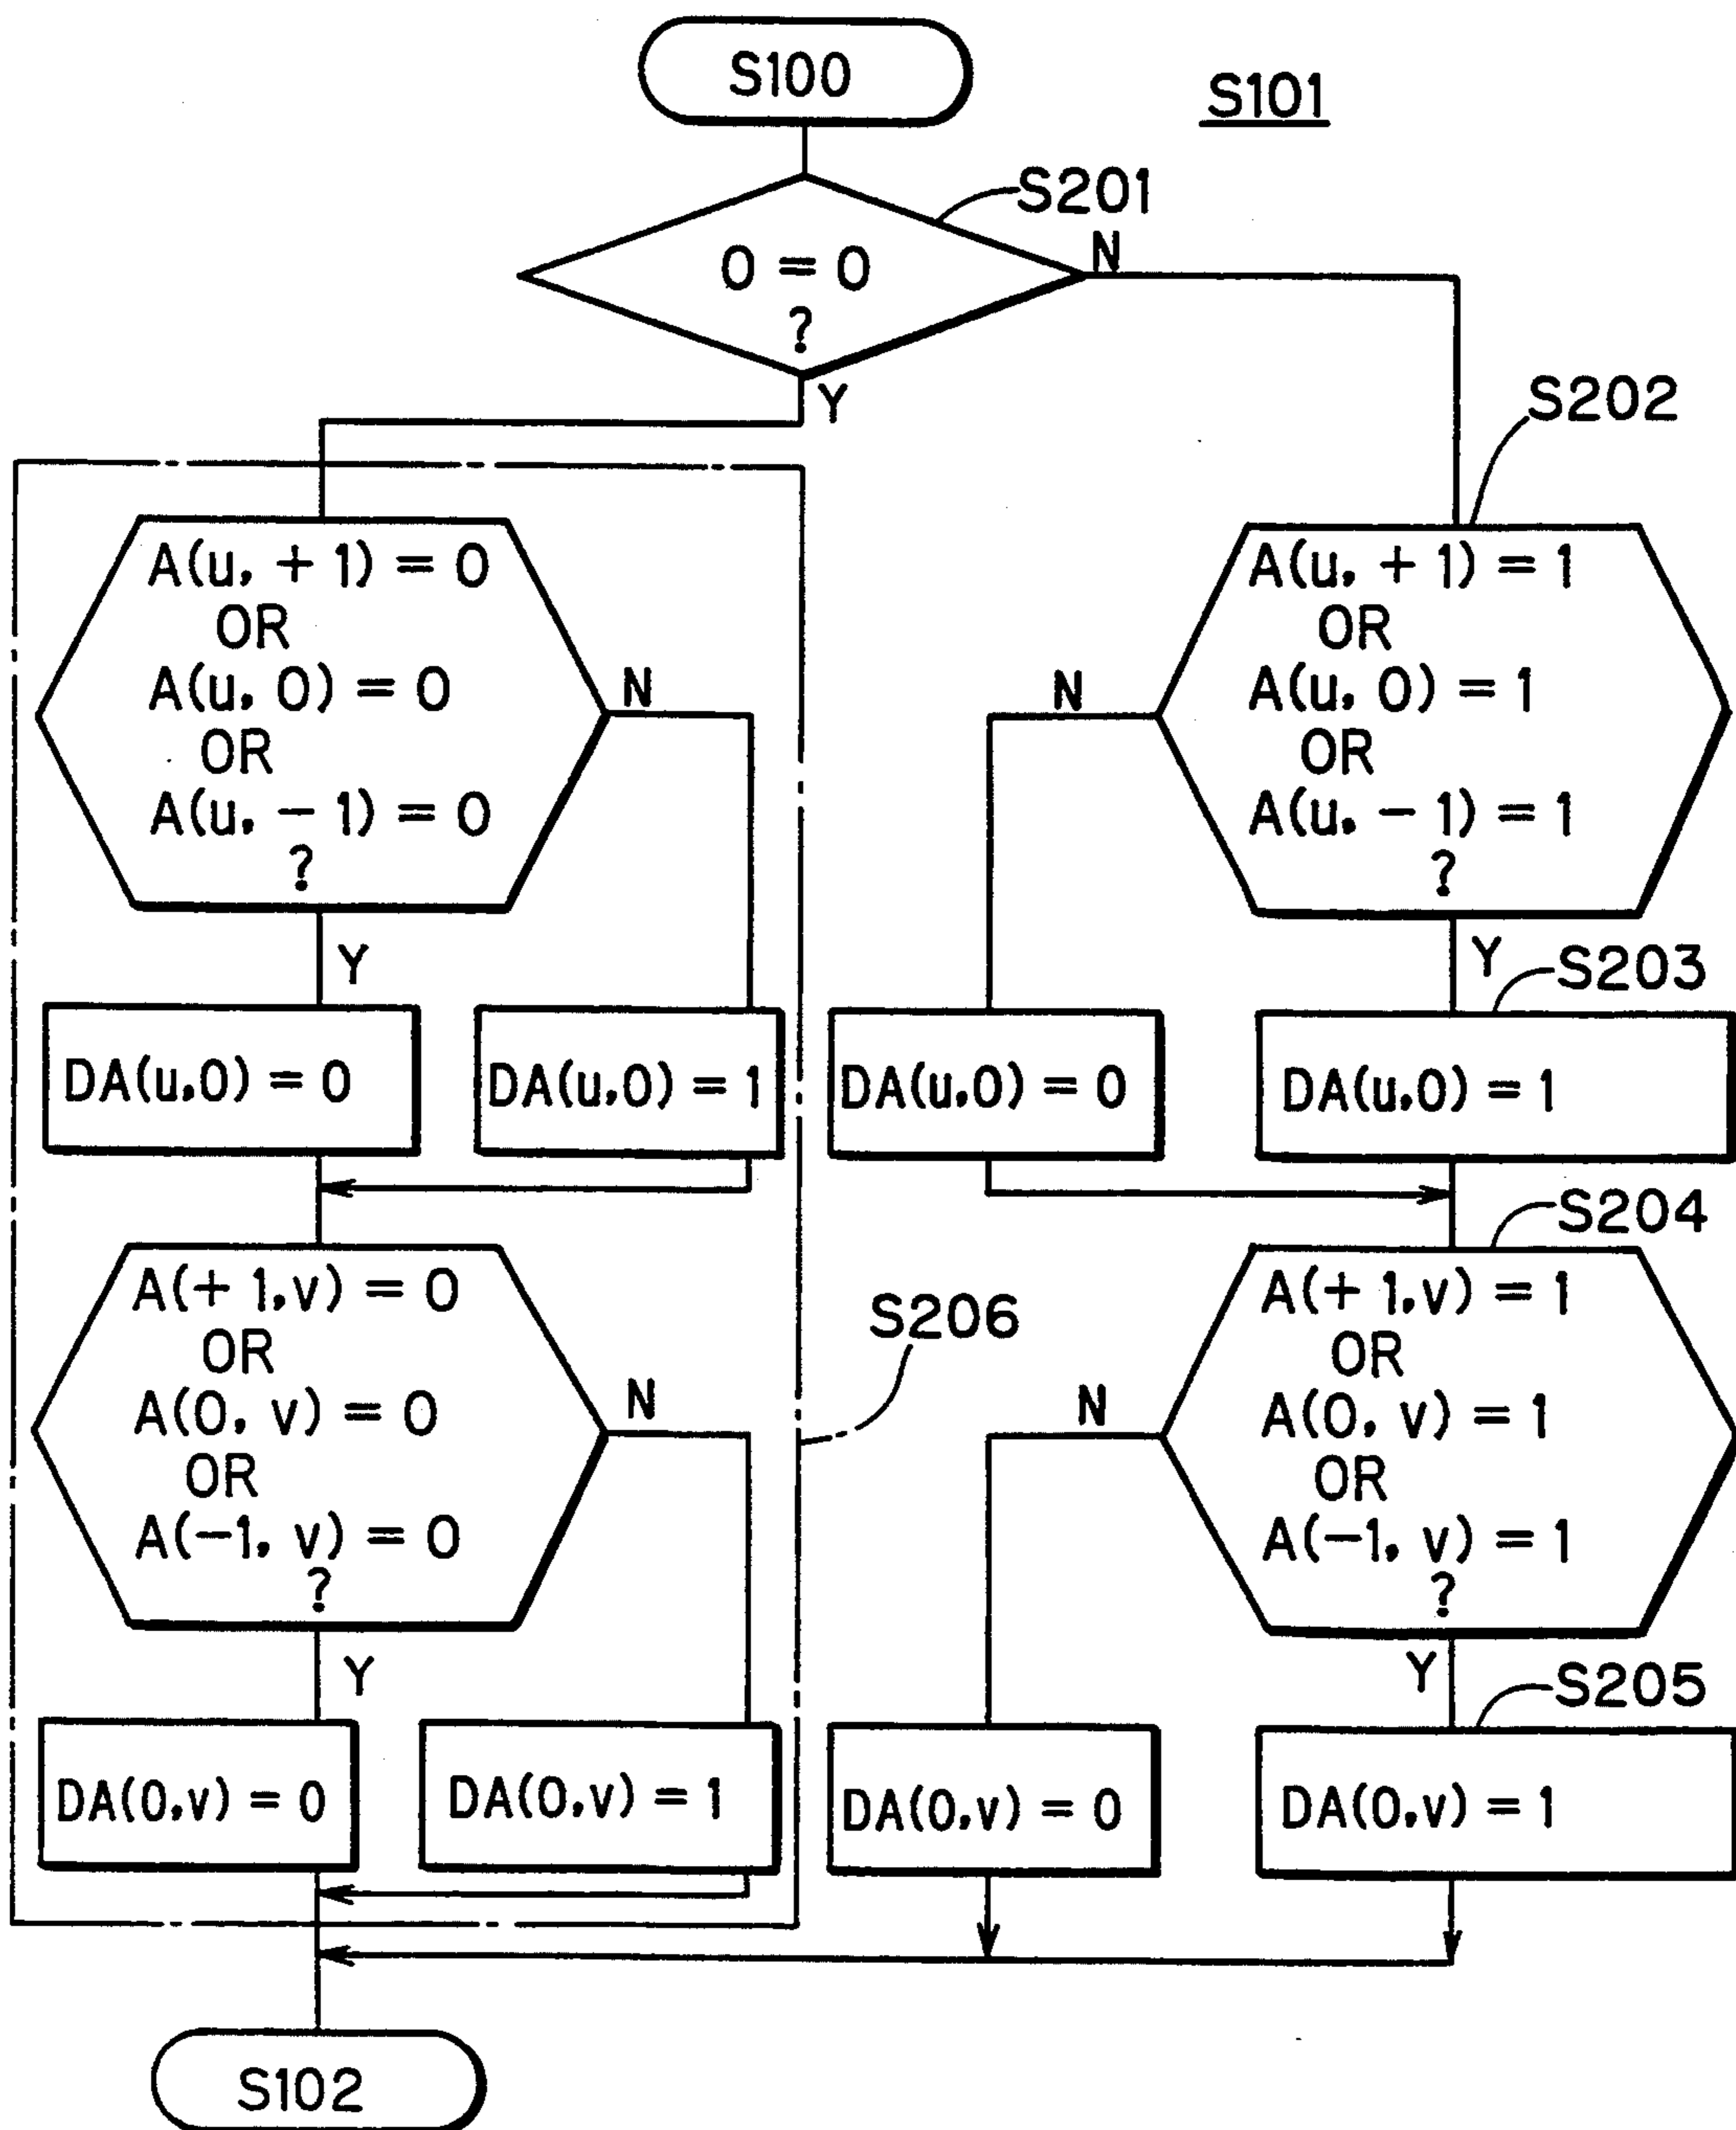 S100
S101
S201
0 = 0
?
N
Y
S202
A(u, + 1) = 0
OR
A(u, 0) = 0
OR
A(u, - 1) = 0
?
N
Y
A(u, + 1) = 1
OR
A(u, 0) = 1
OR
A(u, - 1) = 1
?
N
Y
S203
DA(u,0) = 0
DA(u,0) = 1
DA(u,0) = 0
DA(u,0) = 1
S204
A(+ 1,v) = 0
OR
A(0, v) = 0
OR
A(-1, v) = 0
?
N
Y
S206
A(+ 1,v) = 1
OR
A(0, v) = 1
OR
A(-1, v) = 1
?
N
Y
S205
DA(0,v) = 0
DA(0,v) = 1
DA(0,v) = 0
DA(0,v) = 1
S102